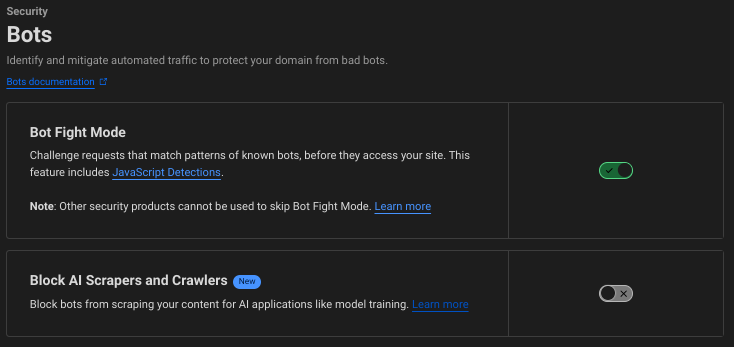 Security
Bots
Identify and mitigate automated traffic to protect your domain from bad bots.
Bots documentation
Bot Fight Mode
Challenge requests that match patterns of known bots, before they access your site. This
feature includes JavaScript Detections.
Note: Other security products cannot be used to skip Bot Fight Mode. Learn more
Block AI Scrapers and Crawlers New
Block bots from scraping your content for AI applications like model training. Learn more